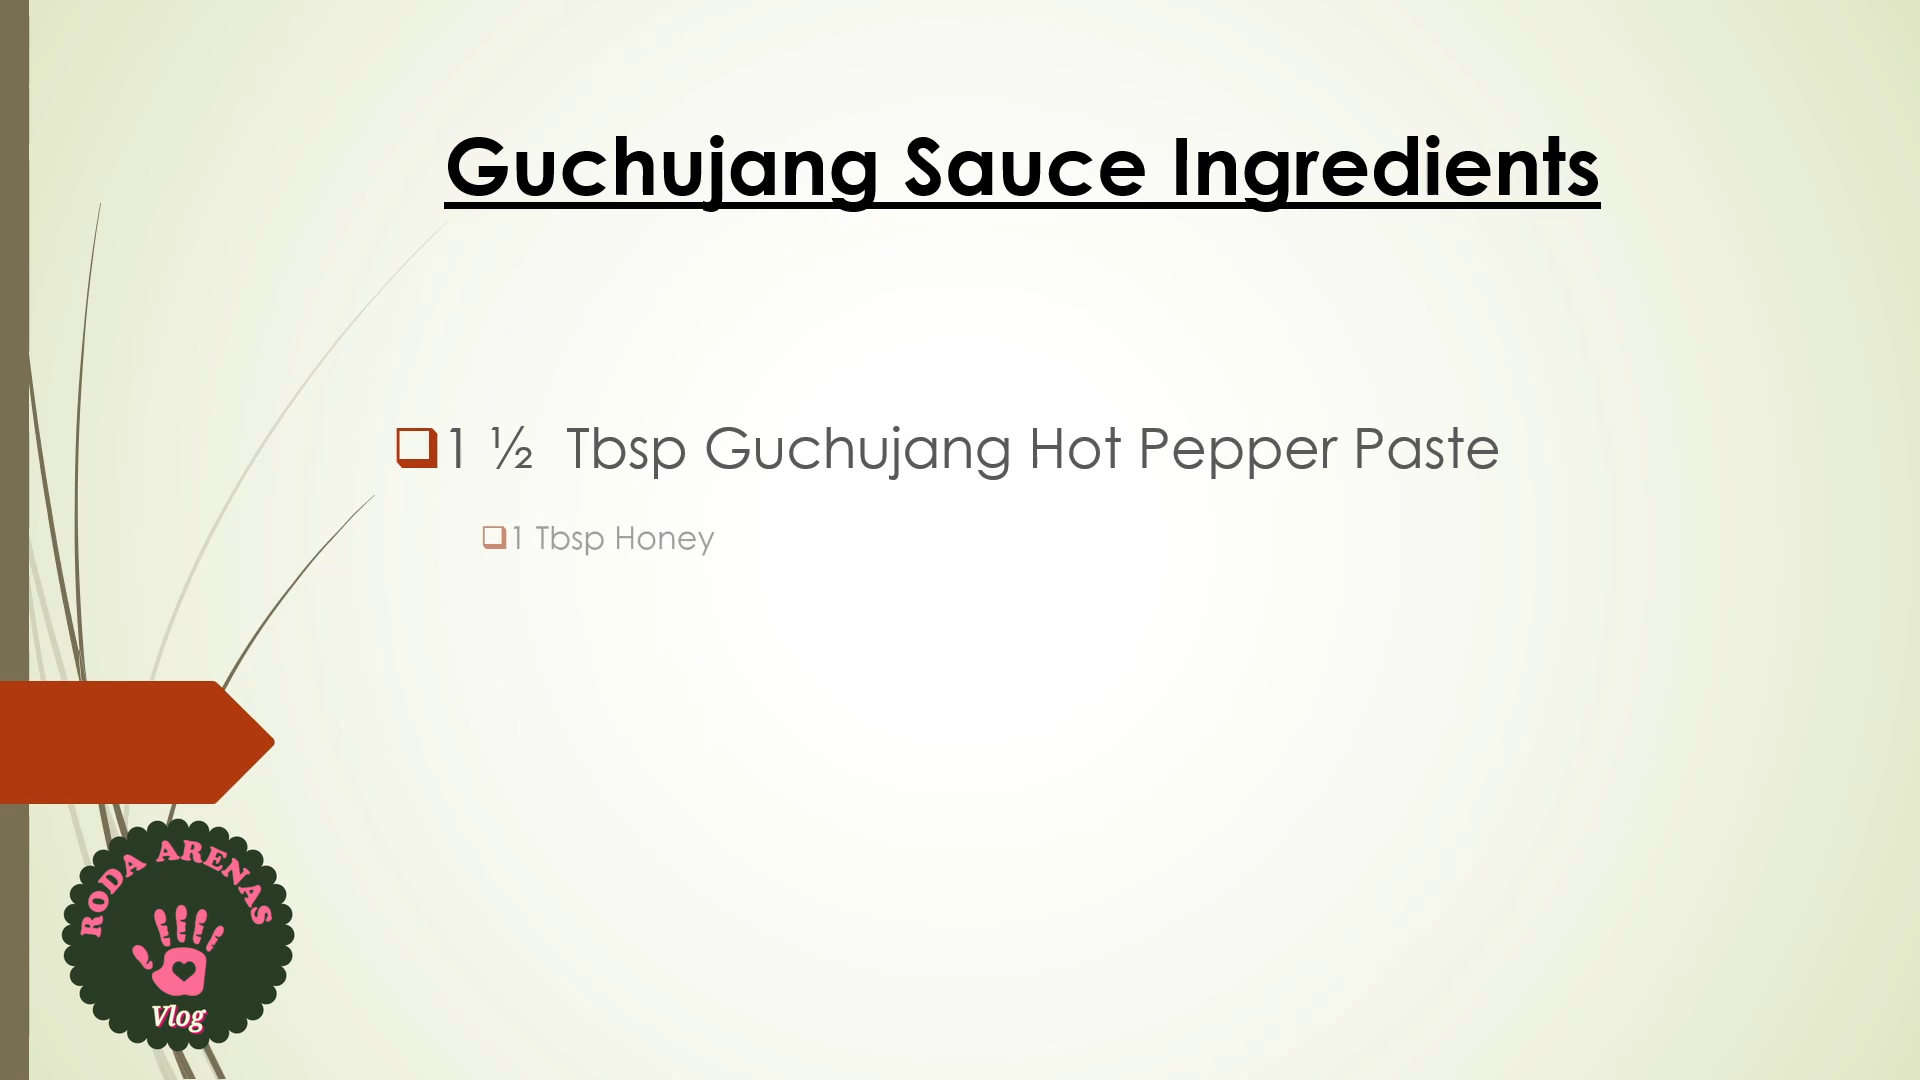 Guchujang Sauce Ingredients
1 ½ Tbsp Guchujang Hot Pepper Paste
1 Tbsp Honey
RODA ARENAS
Vlog